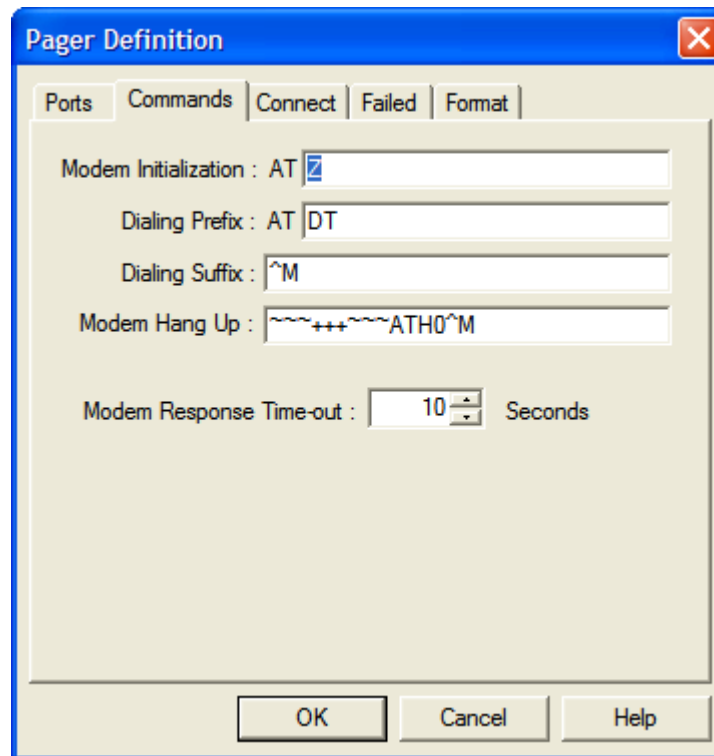 Pager Definition
Ports Commands Connect Failed Format
Modem Initialization : AT Z
Dialing Prefix : AT DT
Dialing Suffix : ^M
Modem Hang Up : ~~~+++~~~ATH0^M
Modem Response Time-out : 10 Seconds
OK Cancel Help